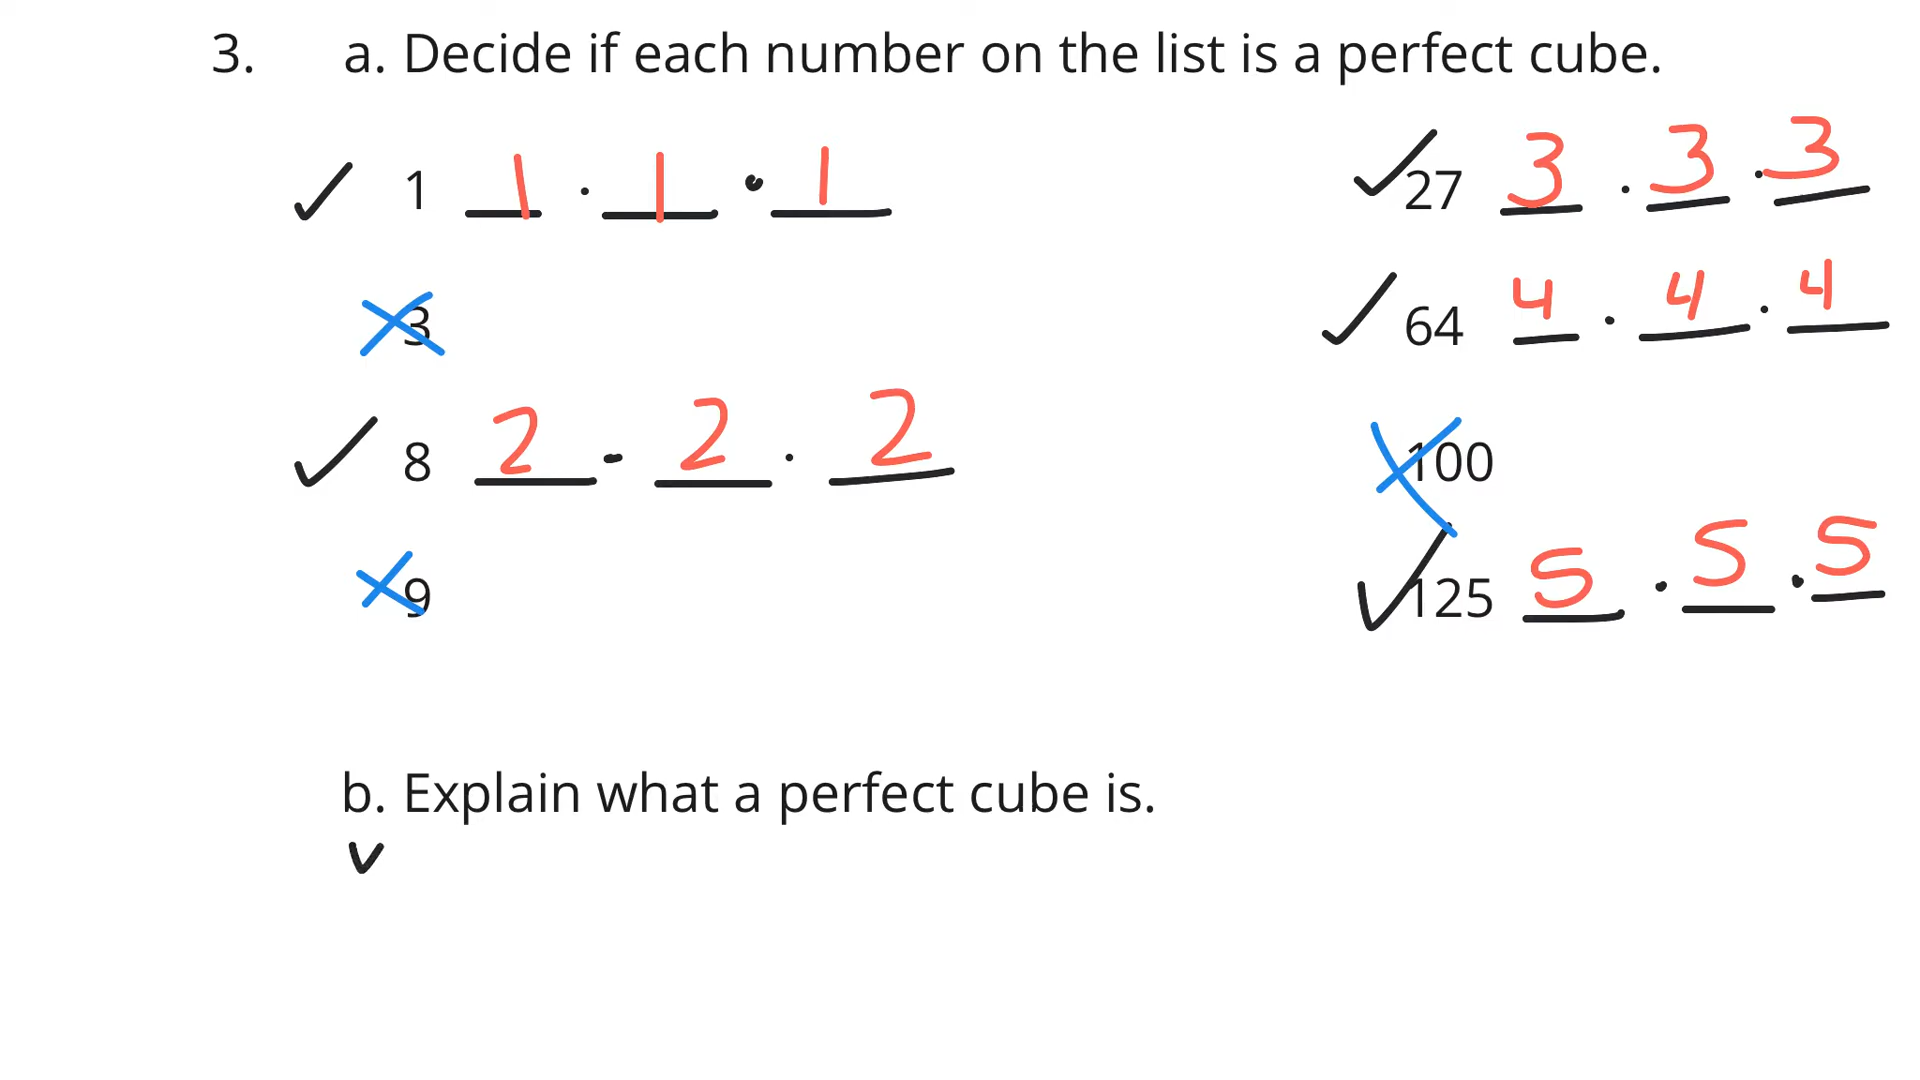 3. a. Decide if each number on the list is a perfect cube.
✓ 1 1 · 1 · 1
✗ 3
✓ 8 2 · 2 · 2
✗ 9
✓ 27 3 · 3 · 3
✓ 64 4 · 4 · 4
✗ 100
✓ 125 5 · 5 · 5
b. Explain what a perfect cube is.
✓